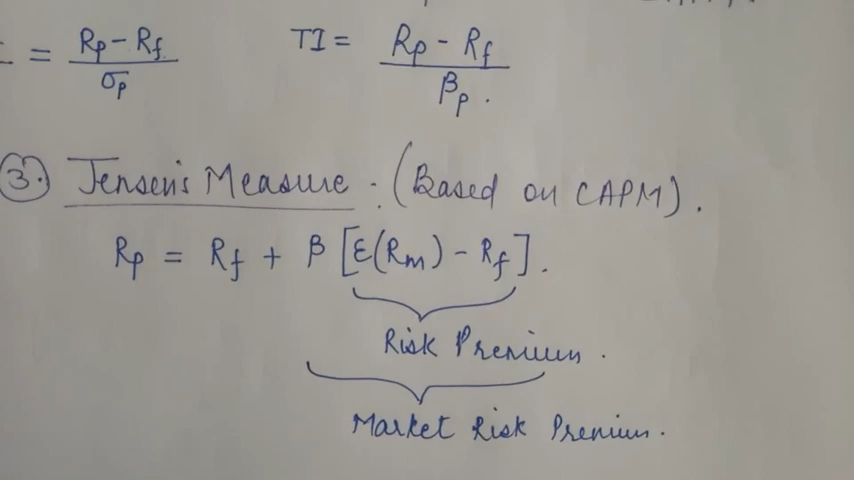 = Rp - Rf / σp
TI = Rp - Rf / βp .
3. Jensen's Measure . (Based on CAPM) .
Rp = Rf + β [E(Rm) - Rf] .
Risk Premium .
Market Risk Premium .